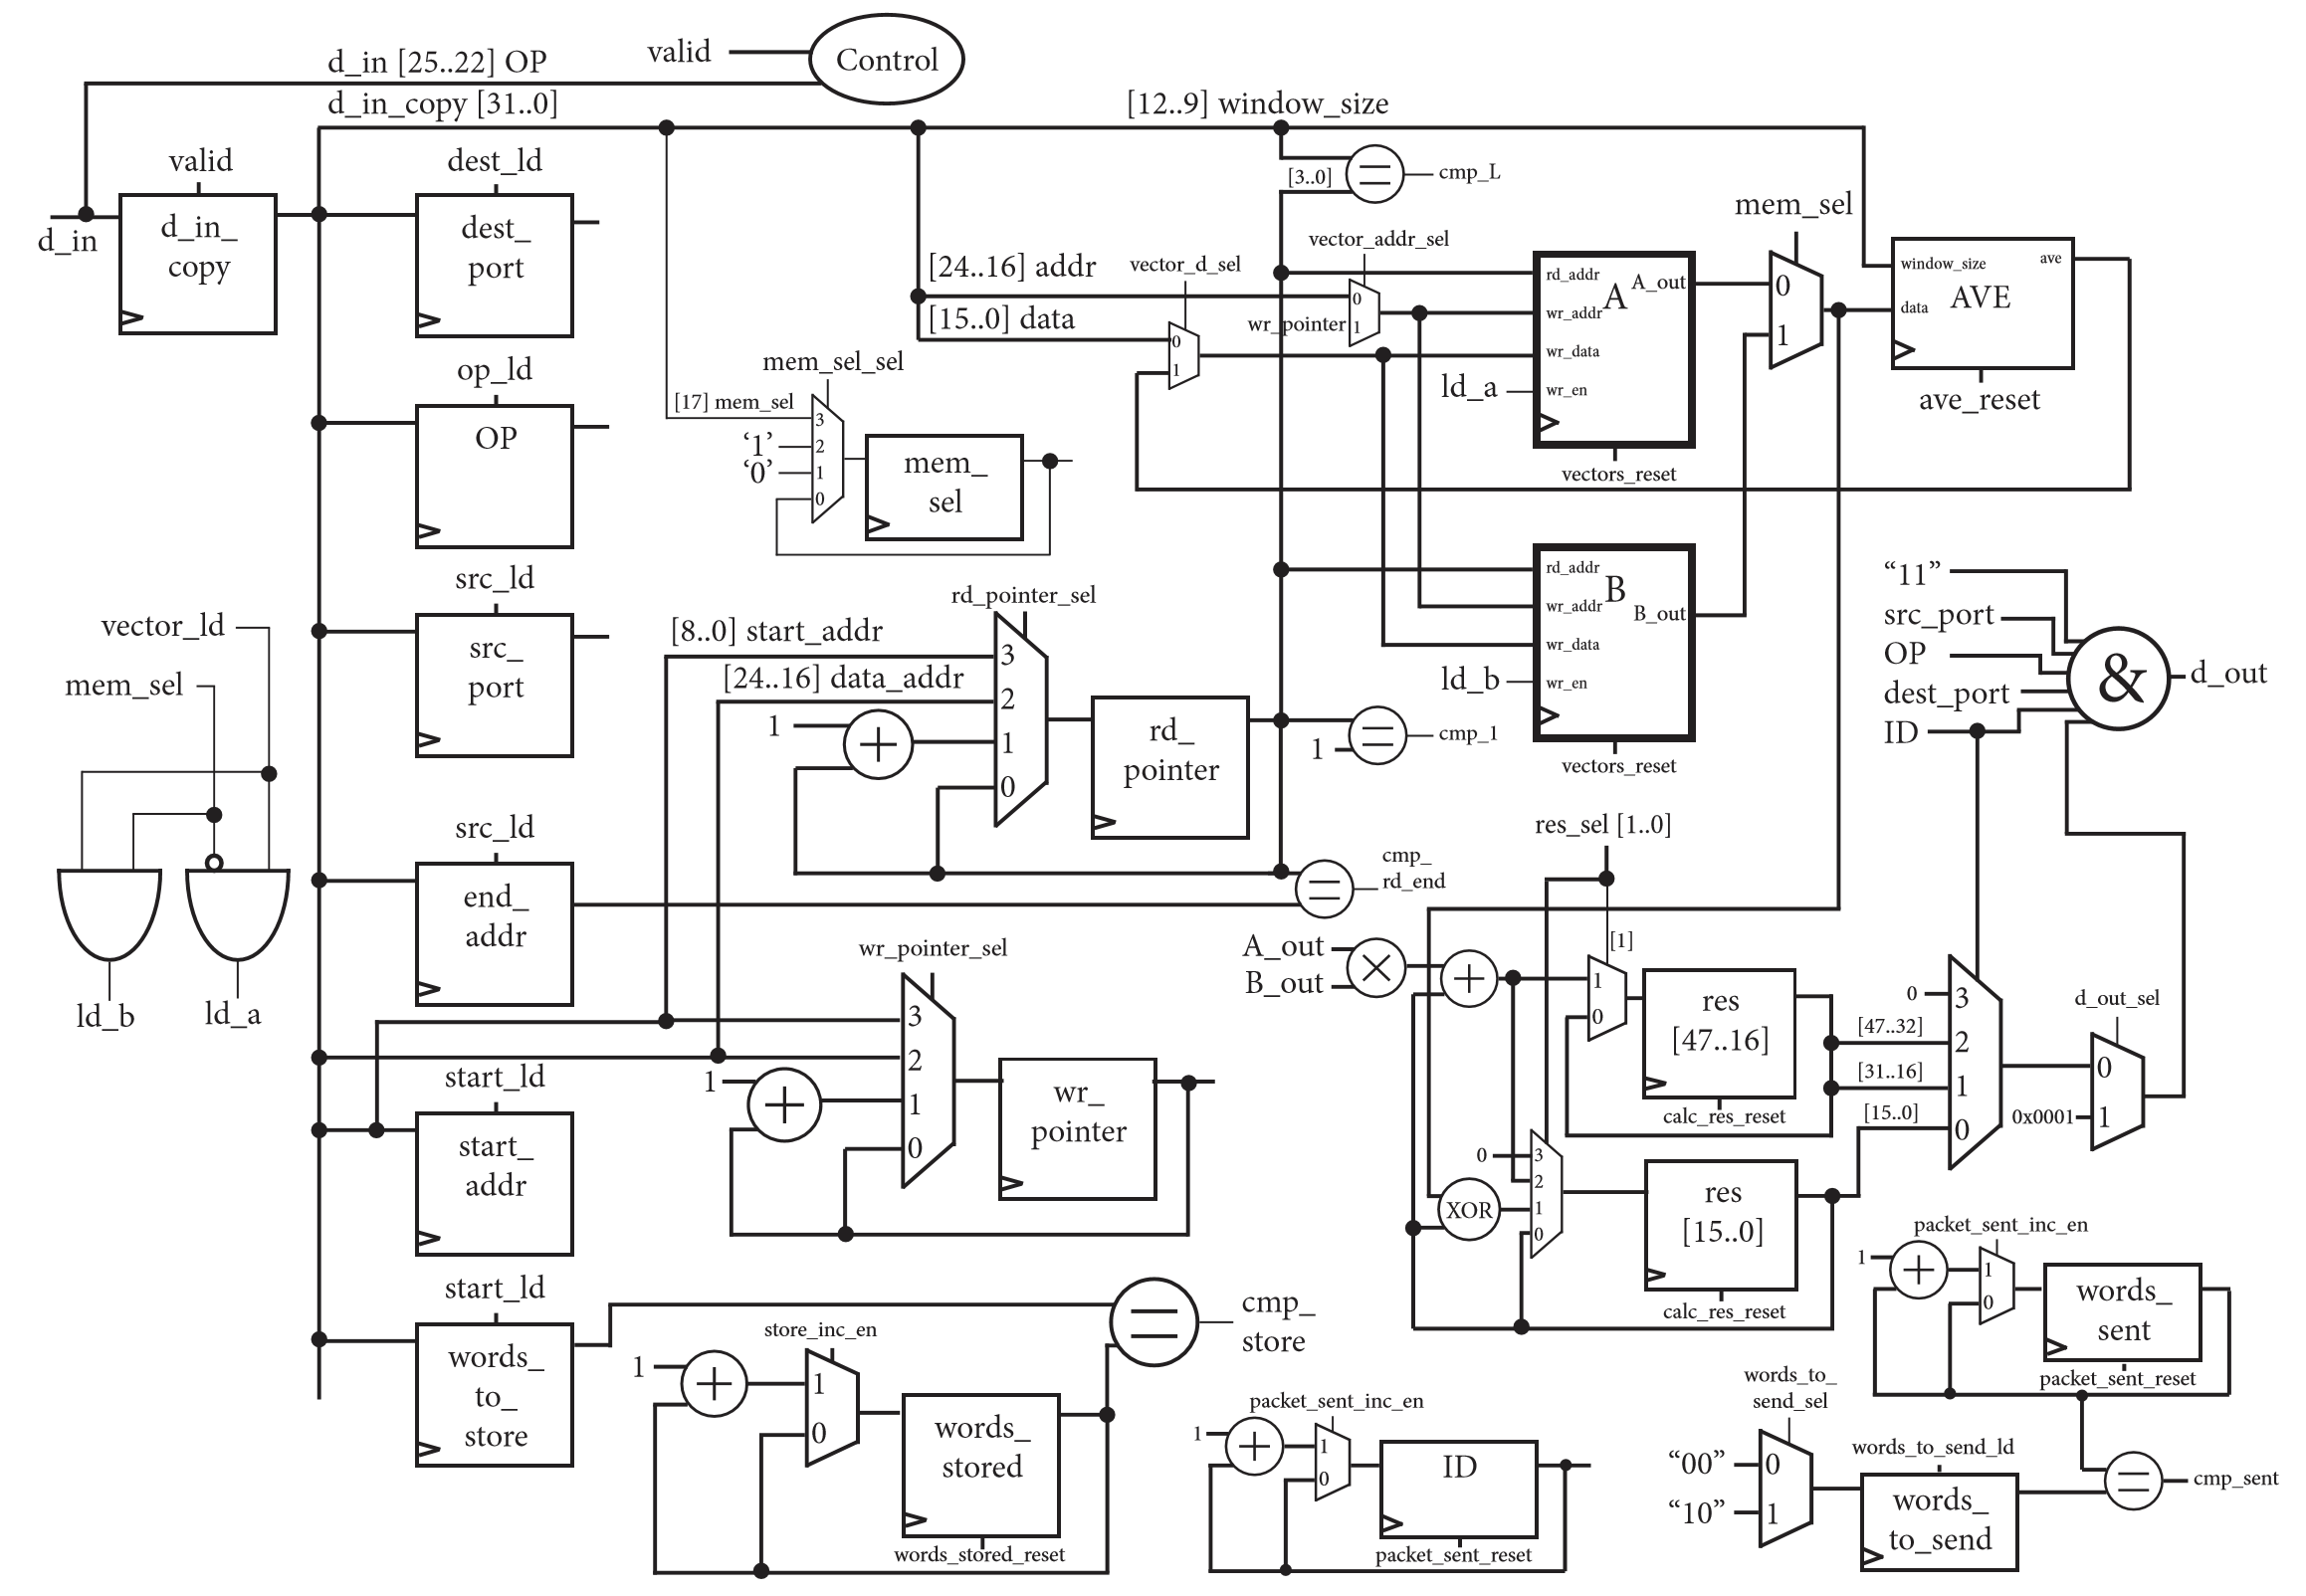 valid
Control
d_in [25..22] OP
d_in_copy [31..0]
[12..9] window_size
valid
dest_ld
d_in_
copy
d_in
dest_
port
[3..0]
cmp_L
mem_sel
vector_addr_sel
[24..16] addr
vector_d_sel
[15..0] data
0
1
wr_pointer
0
1
rd_addr
wr_addr
wr_data
wr_en
A
A_out
ld_a
vectors_reset
0
1
window_size
ave
AVE
data
ave_reset
op_ld
OP
mem_sel_sel
[17] mem_sel
‘1’
‘0’
3
2
1
0
mem_
sel
src_ld
src_
port
vector_ld
mem_sel
ld_b
ld_a
rd_pointer_sel
[8..0] start_addr
[24..16] data_addr
1
+
3
2
1
0
rd_
pointer
1
cmp_1
rd_addr
wr_addr
wr_data
wr_en
B
B_out
ld_b
vectors_reset
“11”
src_port
OP
dest_port
ID
&
d_out
src_ld
end_
addr
cmp_
rd_end
res_sel [1..0]
A_out
B_out
×
+
[1]
1
0
res
[47..16]
calc_res_reset
0
[47..32]
[31..16]
[15..0]
3
2
1
0
d_out_sel
0x0001
0
1
wr_pointer_sel
1
+
3
2
1
0
wr_
pointer
start_ld
start_
addr
0
XOR
3
2
1
0
res
[15..0]
calc_res_reset
packet_sent_inc_en
1
+
1
0
words_
sent
packet_sent_reset
start_ld
words_
to_
store
store_inc_en
1
+
1
0
words_
stored
words_stored_reset
cmp_
store
packet_sent_inc_en
1
+
1
0
ID
packet_sent_reset
words_to_
send_sel
“00”
“10”
0
1
words_to_send_ld
words_
to_send
cmp_sent